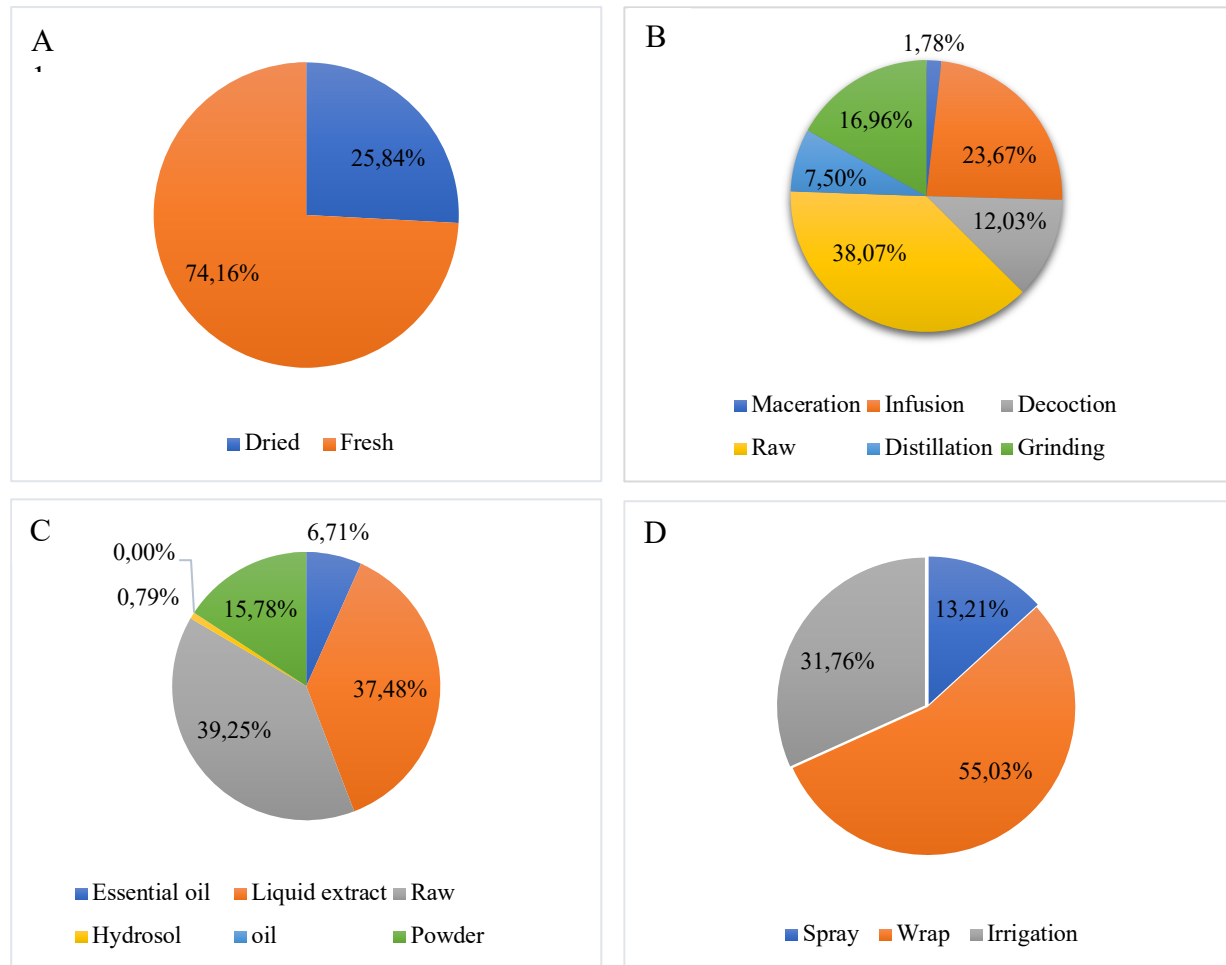 A
B
1,78%
25,84%
74,16%
16,96%
23,67%
7,50%
12,03%
38,07%
Dried Fresh
Maceration Infusion Decoction
Raw Distillation Grinding
C
D
6,71%
0,00%
0,79%
15,78%
37,48%
39,25%
13,21%
31,76%
55,03%
Essential oil Liquid extract Raw
Hydrosol oil Powder
Spray Wrap Irrigation